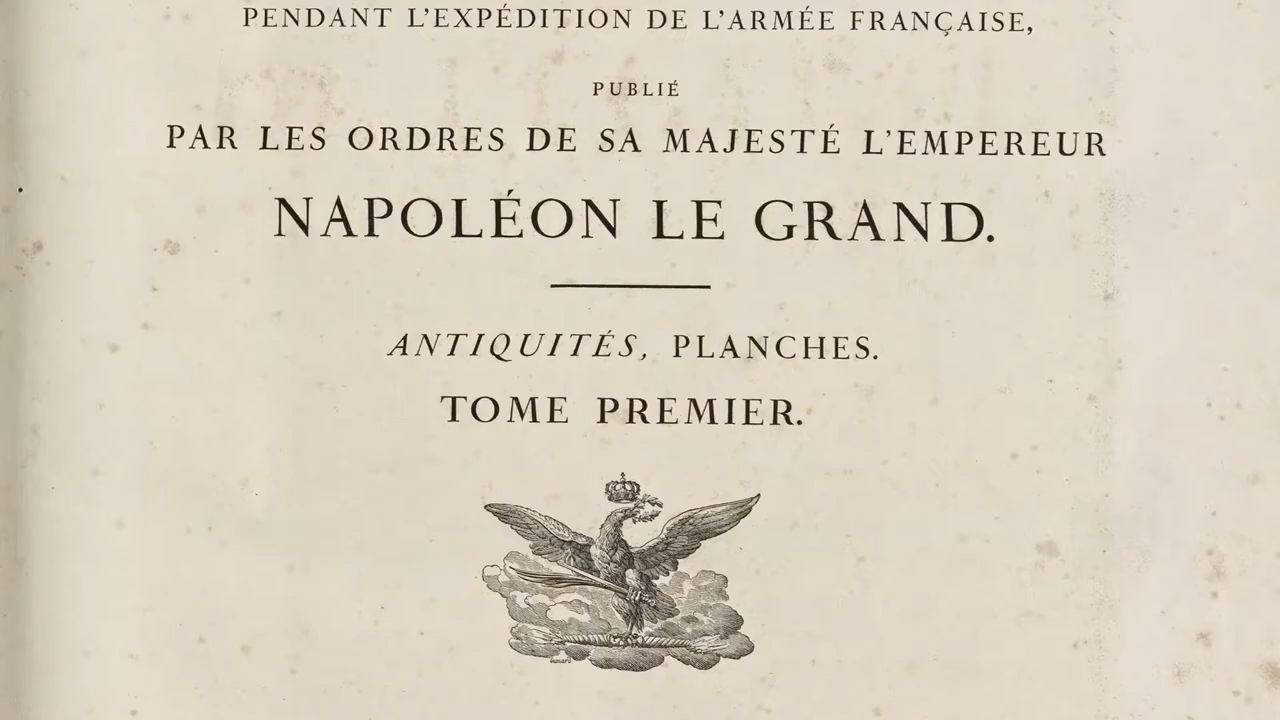 PENDANT L'EXPÉDITION DE L'ARMÉE FRANÇAISE,
PUBLIÉ
PAR LES ORDRES DE SA MAJESTÉ L'EMPEREUR
NAPOLÉON LE GRAND.
ANTIQUITÉS, PLANCHES.
TOME PREMIER.